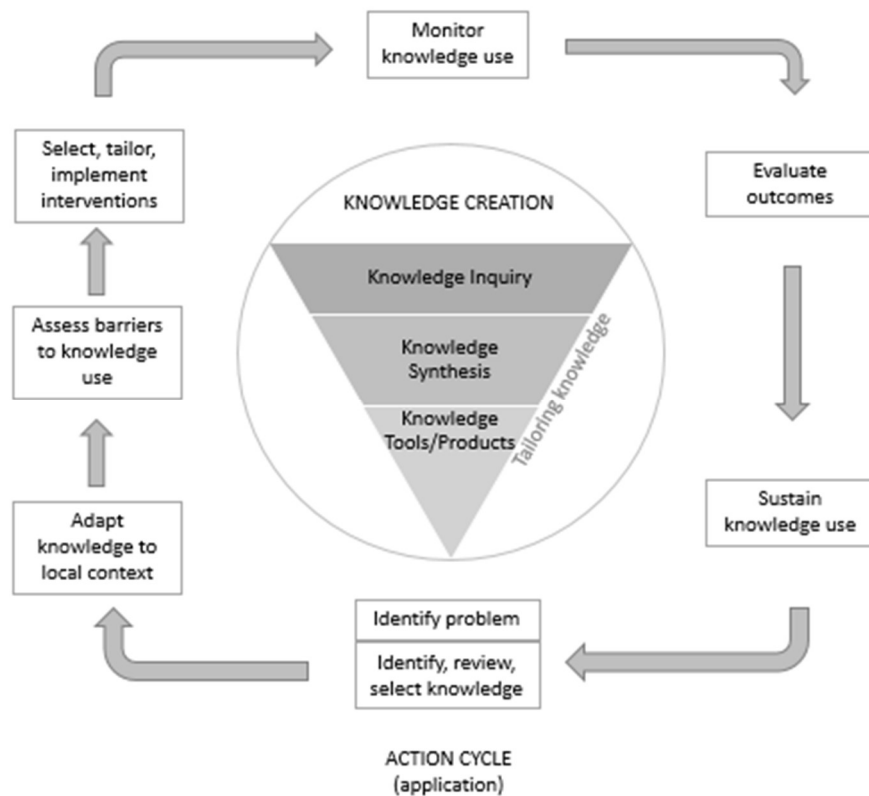 Monitor
knowledge use
Select, tailor,
implement
interventions
Evaluate
outcomes
KNOWLEDGE CREATION
Knowledge Inquiry
Assess barriers
to knowledge
use
Knowledge
Synthesis
Tailoring knowledge
Knowledge
Tools/Products
Adapt
knowledge to
local context
Sustain
knowledge use
Identify problem
Identify, review,
select knowledge
ACTION CYCLE
(application)